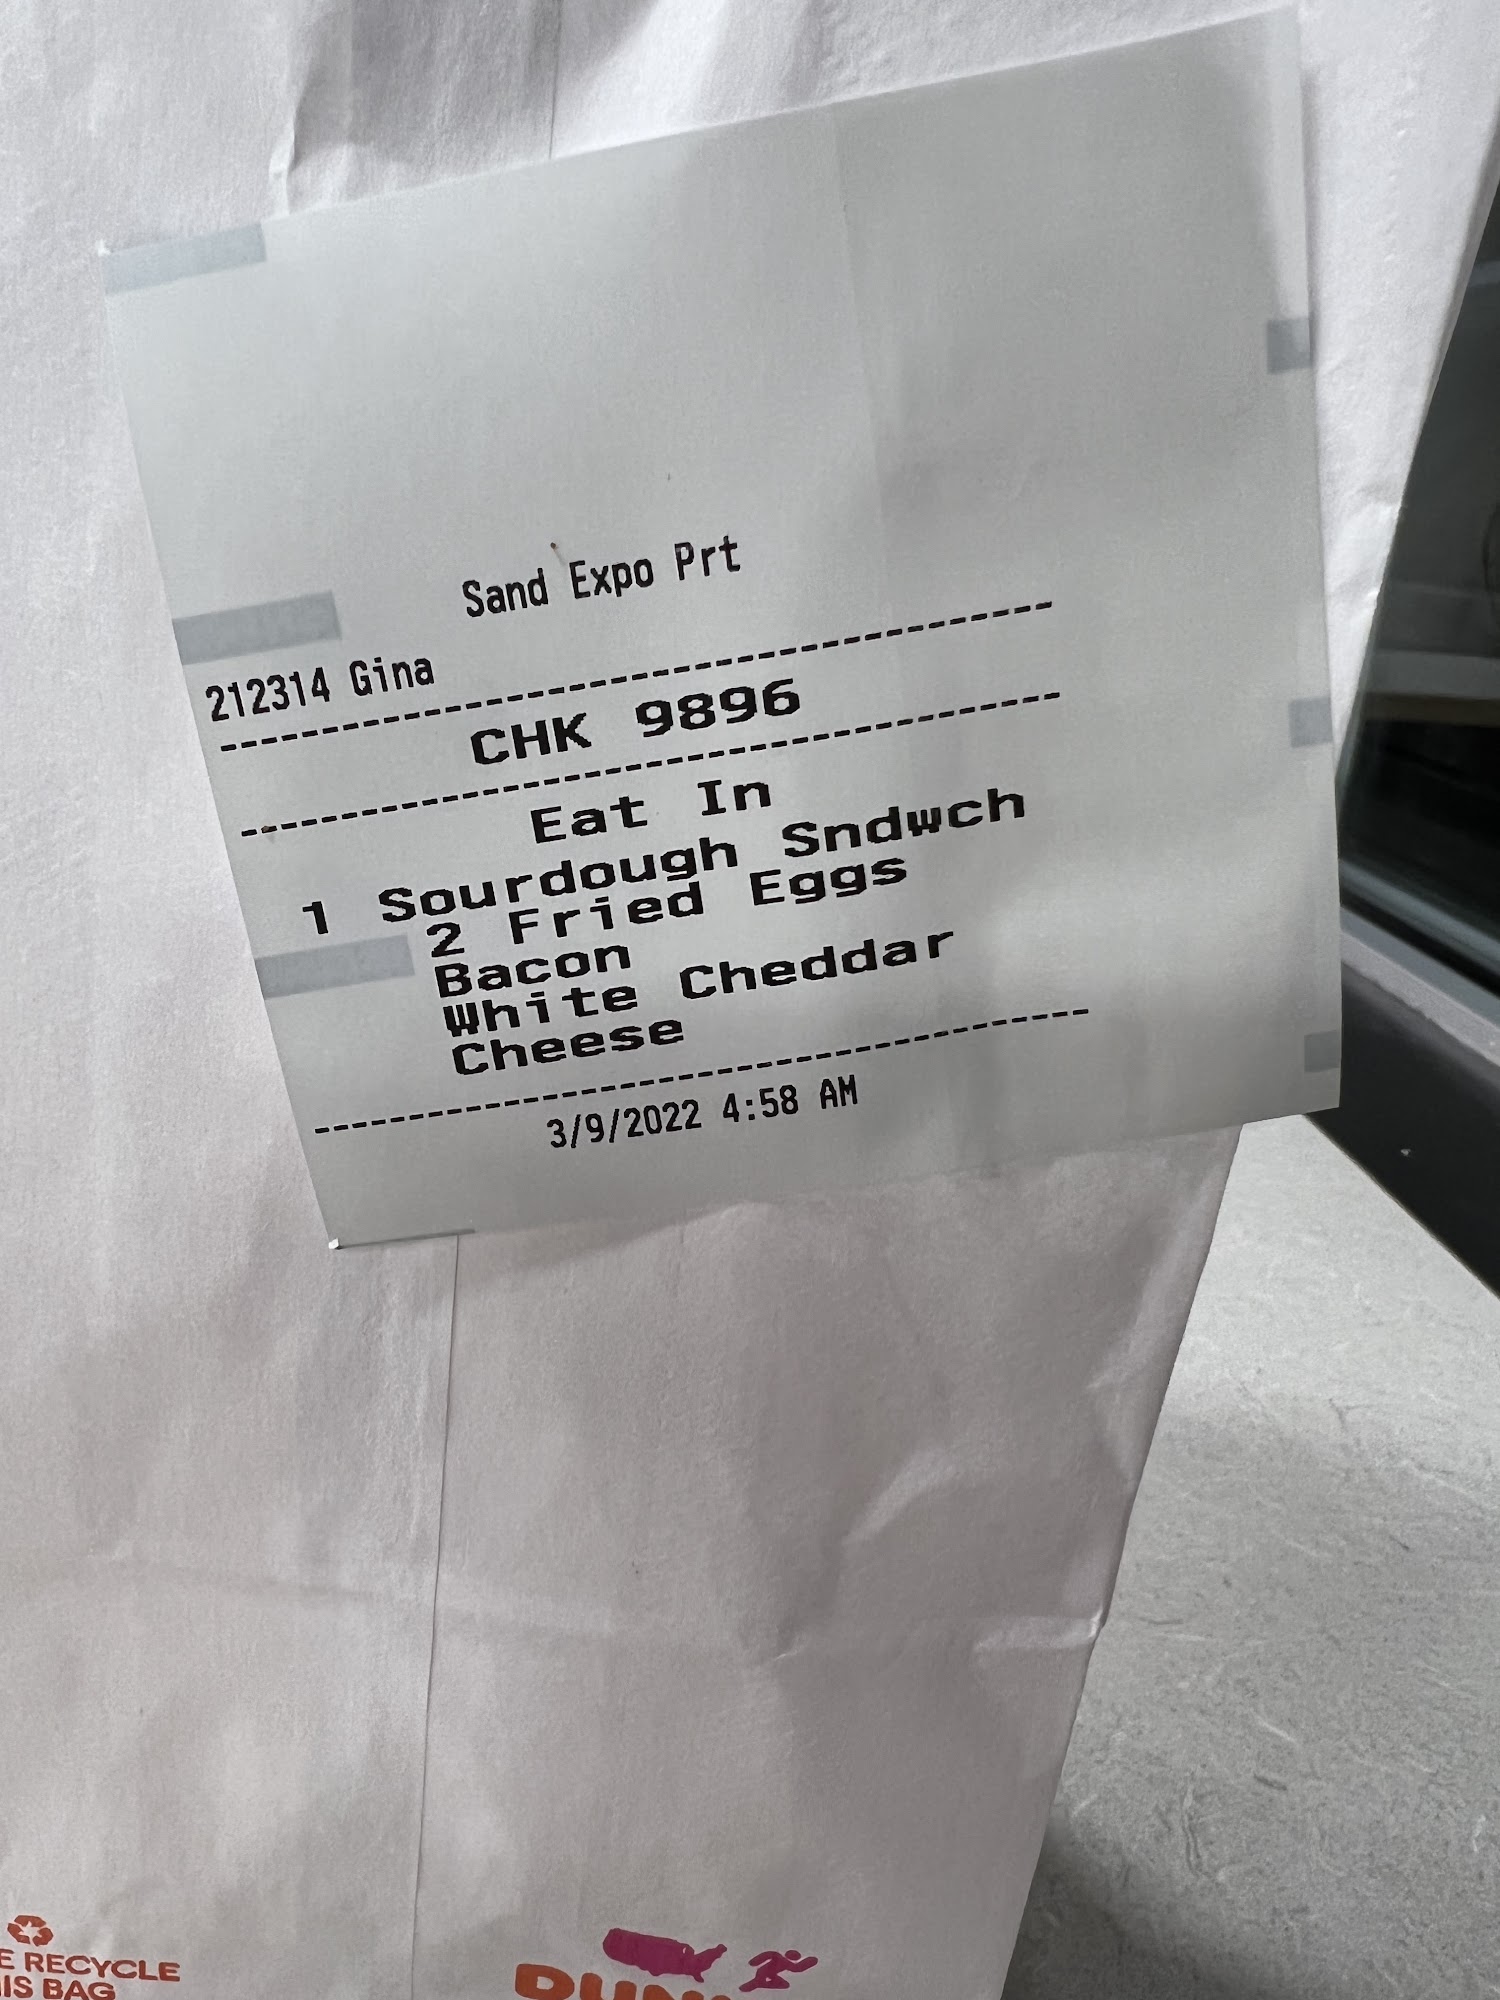 Sand Expo Prt
212314 Gina
CHK 9896
Eat In
1 Sourdough Sndwch
2 Fried Eggs
Bacon
White Cheddar
Cheese
3/9/2022 4:58 AM
RECYCLE
BAG